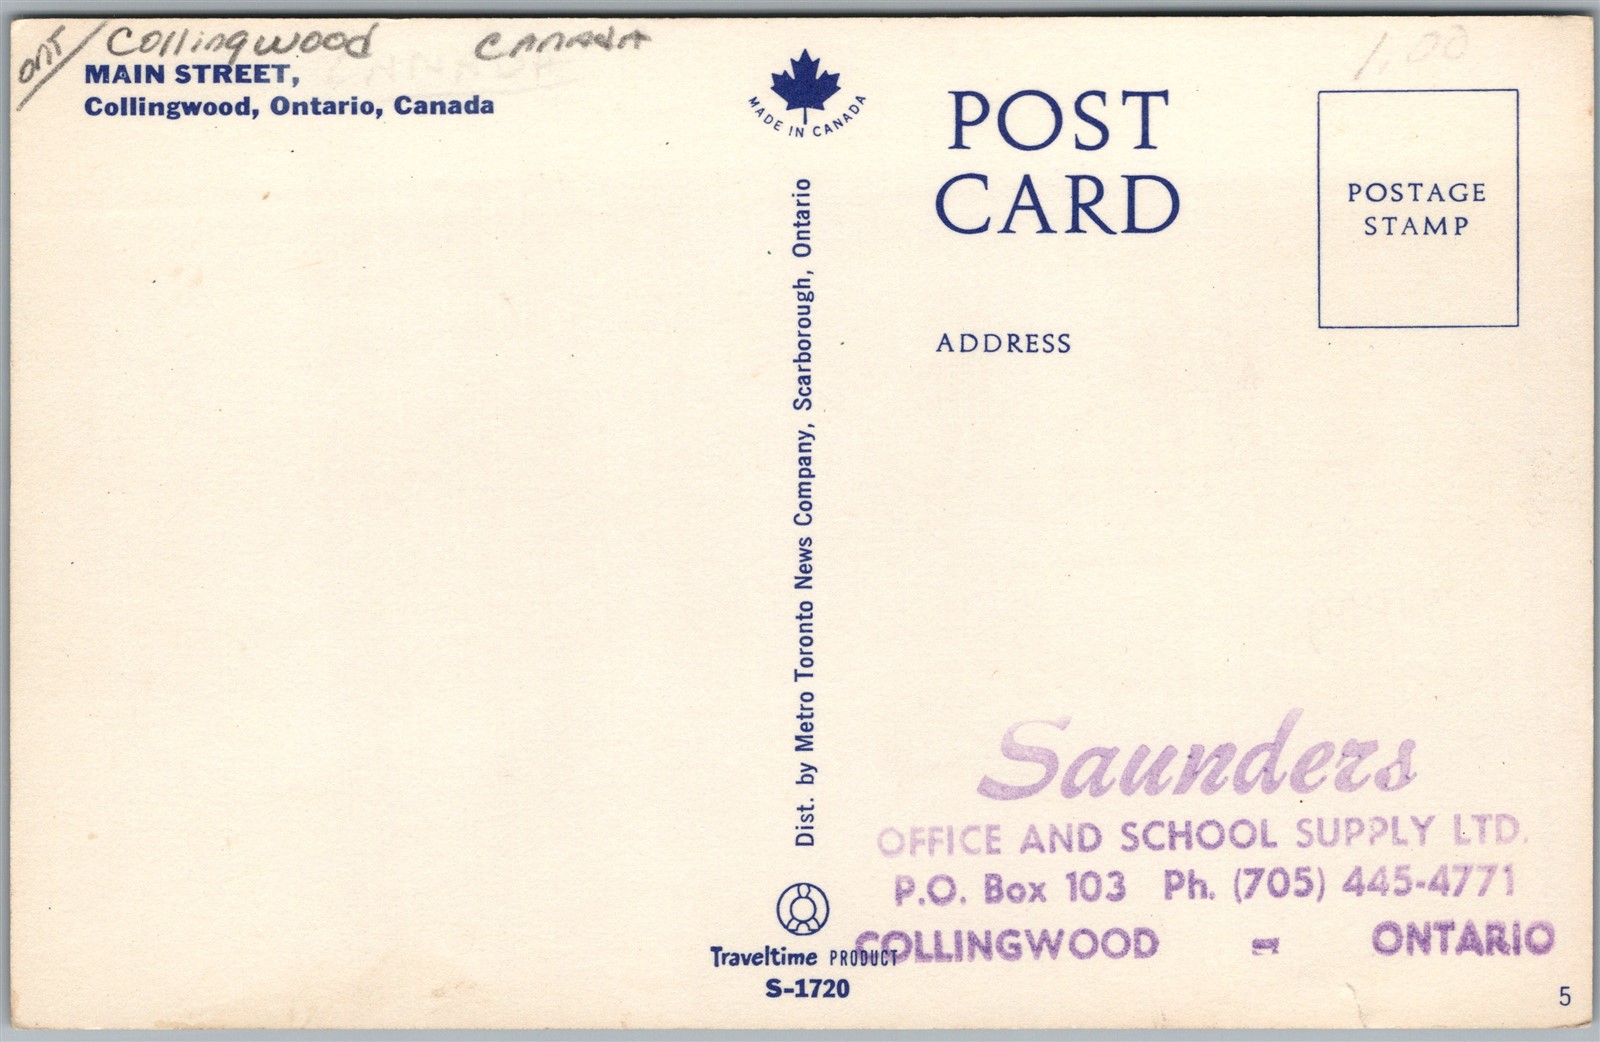 ont/ Collingwood CANADA
MAIN STREET,
Collingwood, Ontario, Canada
MADE IN CANADA
POST
CARD
1.00
POSTAGE
STAMP
ADDRESS
Dist. by Metro Toronto News Company, Scarborough, Ontario
Traveltime PRODUCT
S-1720
Saunders
OFFICE AND SCHOOL SUPPLY LTD.
P.O. Box 103 Ph. (705) 445-4771
COLLINGWOOD - ONTARIO
5